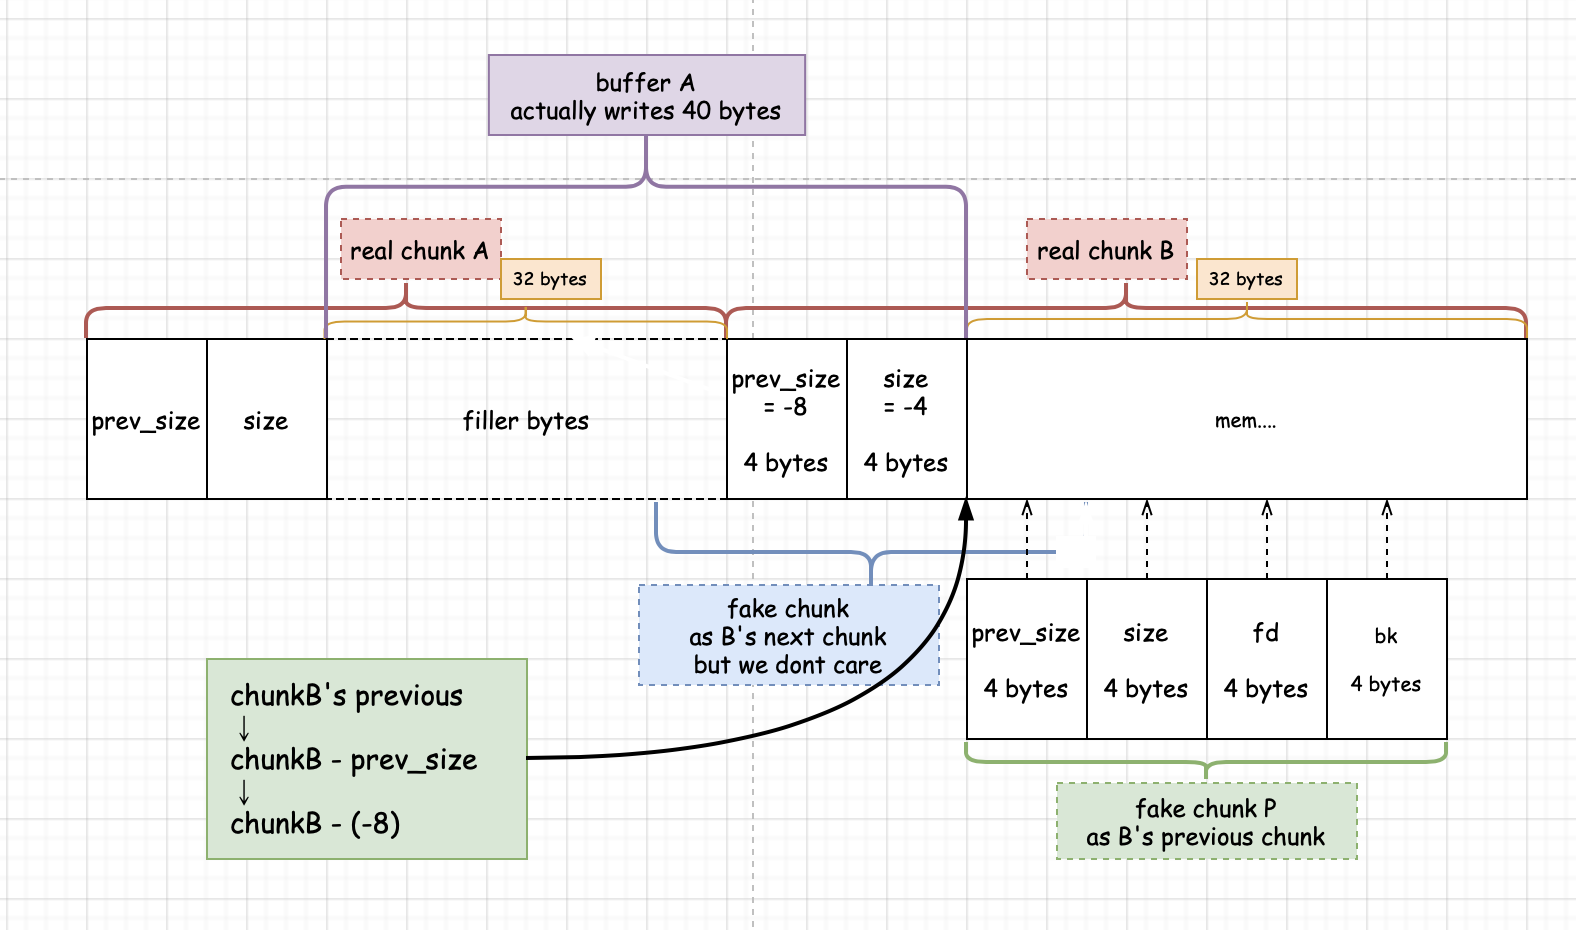 buffer A
actually writes 40 bytes
real chunk A
32 bytes
real chunk B
32 bytes
prev_size
size
filler bytes
prev_size
= -8
4 bytes
size
= -4
4 bytes
mem....
fake chunk
as B's next chunk
but we dont care
prev_size
4 bytes
size
4 bytes
fd
4 bytes
bk
4 bytes
chunkB's previous
↓
chunkB - prev_size
↓
chunkB - (-8)
fake chunk P
as B's previous chunk